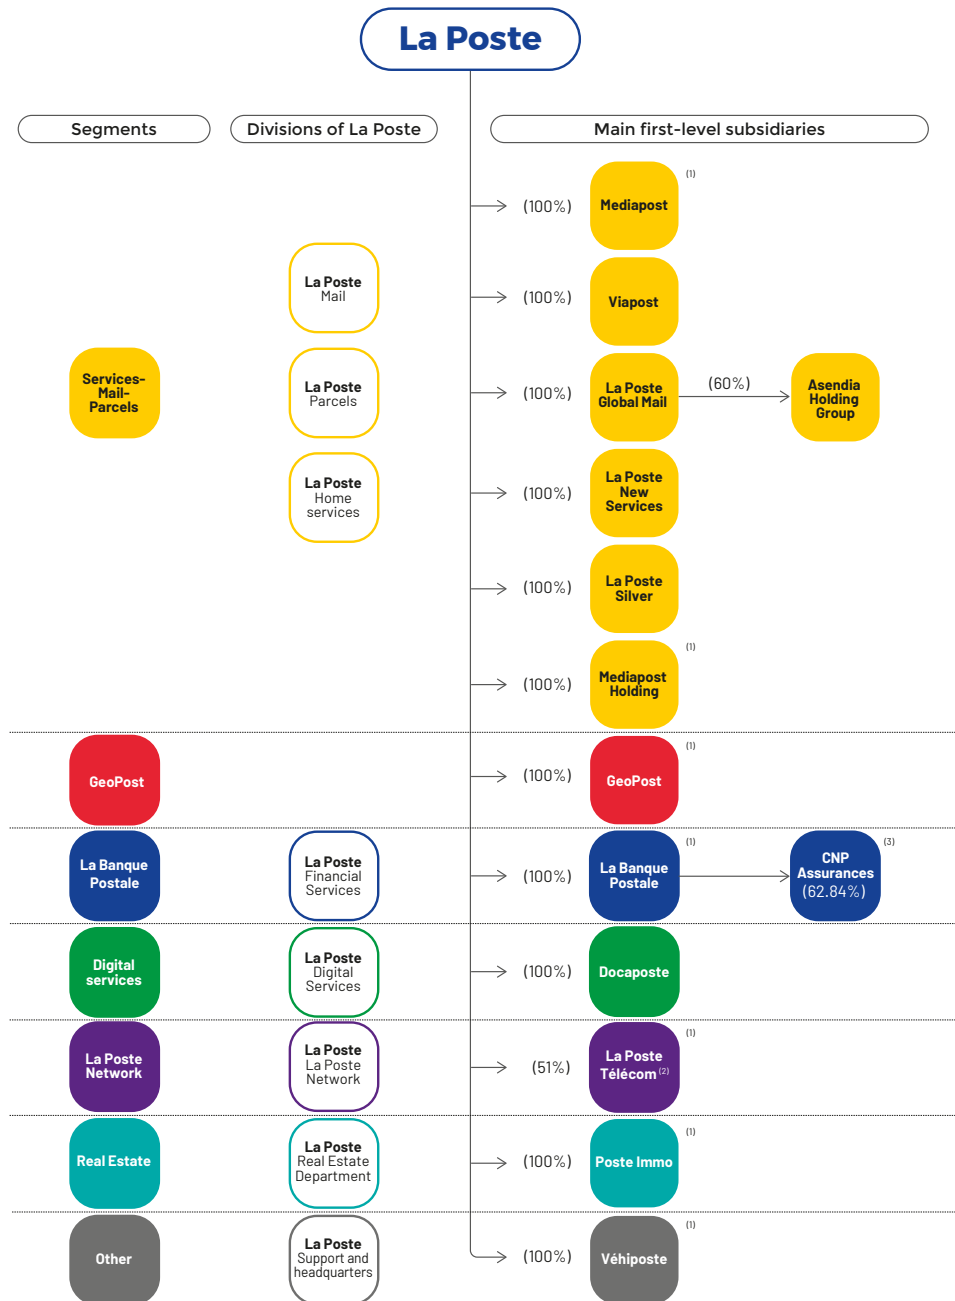 La Poste
Segments
Divisions of La Poste
Main first-level subsidiaries
(1)
(100%)
Mediapost
La Poste
Mail
(100%)
Viapost
Services-
Mail-
Parcels
La Poste
Parcels
(100%)
La Poste
Global Mail
(60%)
Asendia
Holding
Group
La Poste
Home
services
(100%)
La Poste
New
Services
(100%)
La Poste
Silver
(1)
(100%)
Mediapost
Holding
GeoPost
(100%)
GeoPost
(1)
La Banque
Postale
La Poste
Financial
Services
(100%)
La Banque
Postale
(1)
CNP
Assurances
(62.84%)
(3)
Digital
services
La Poste
Digital
Services
(100%)
Docaposte
La Poste
Network
La Poste
La Poste
Network
(51%)
La Poste
Télécom (2)
(1)
Real Estate
La Poste
Real Estate
Department
(100%)
Poste Immo
(1)
Other
La Poste
Support and
headquarters
(100%)
Véhiposte
(1)